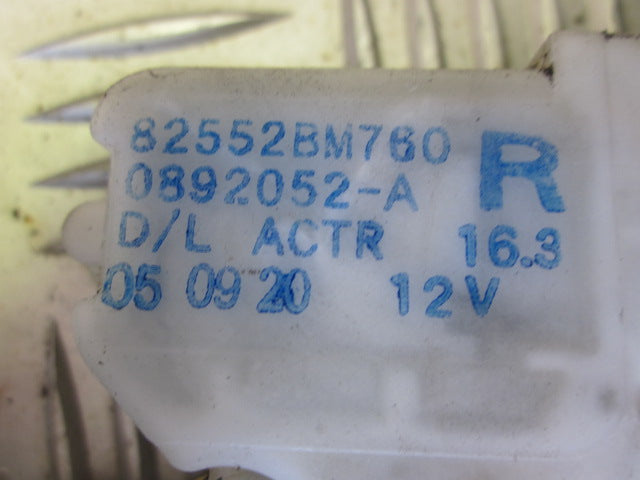 82552BM760
0892052-A R
D/L ACTR 16.3
05 09 20 12V